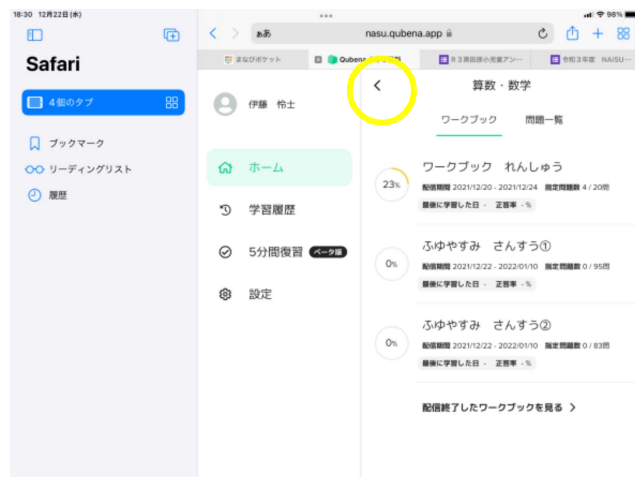 18:30 12月22日(水)
98%
Safari
4個のタブ
ブックマーク
リーディングリスト
履歴
ぁあ
nasu.qubena.app
まなびポケット
Qubena
令和3年度 NAISU…
伊藤 怜士
ホーム
学習履歴
5分間復習 ベータ版
設定
算数・数学
ワークブック 問題一覧
23%
ワークブック れんしゅう
配信期間 2021/12/20 - 2021/12/24 指定問題数 4 / 20問
最後に学習した日 - 正答率 - %
0%
ふゆやすみ さんすう①
配信期間 2021/12/22 - 2022/01/10 指定問題数 0 / 95問
最後に学習した日 - 正答率 - %
0%
ふゆやすみ さんすう②
配信期間 2021/12/22 - 2022/01/10 指定問題数 0 / 83問
最後に学習した日 - 正答率 - %
配信終了したワークブックを見る >